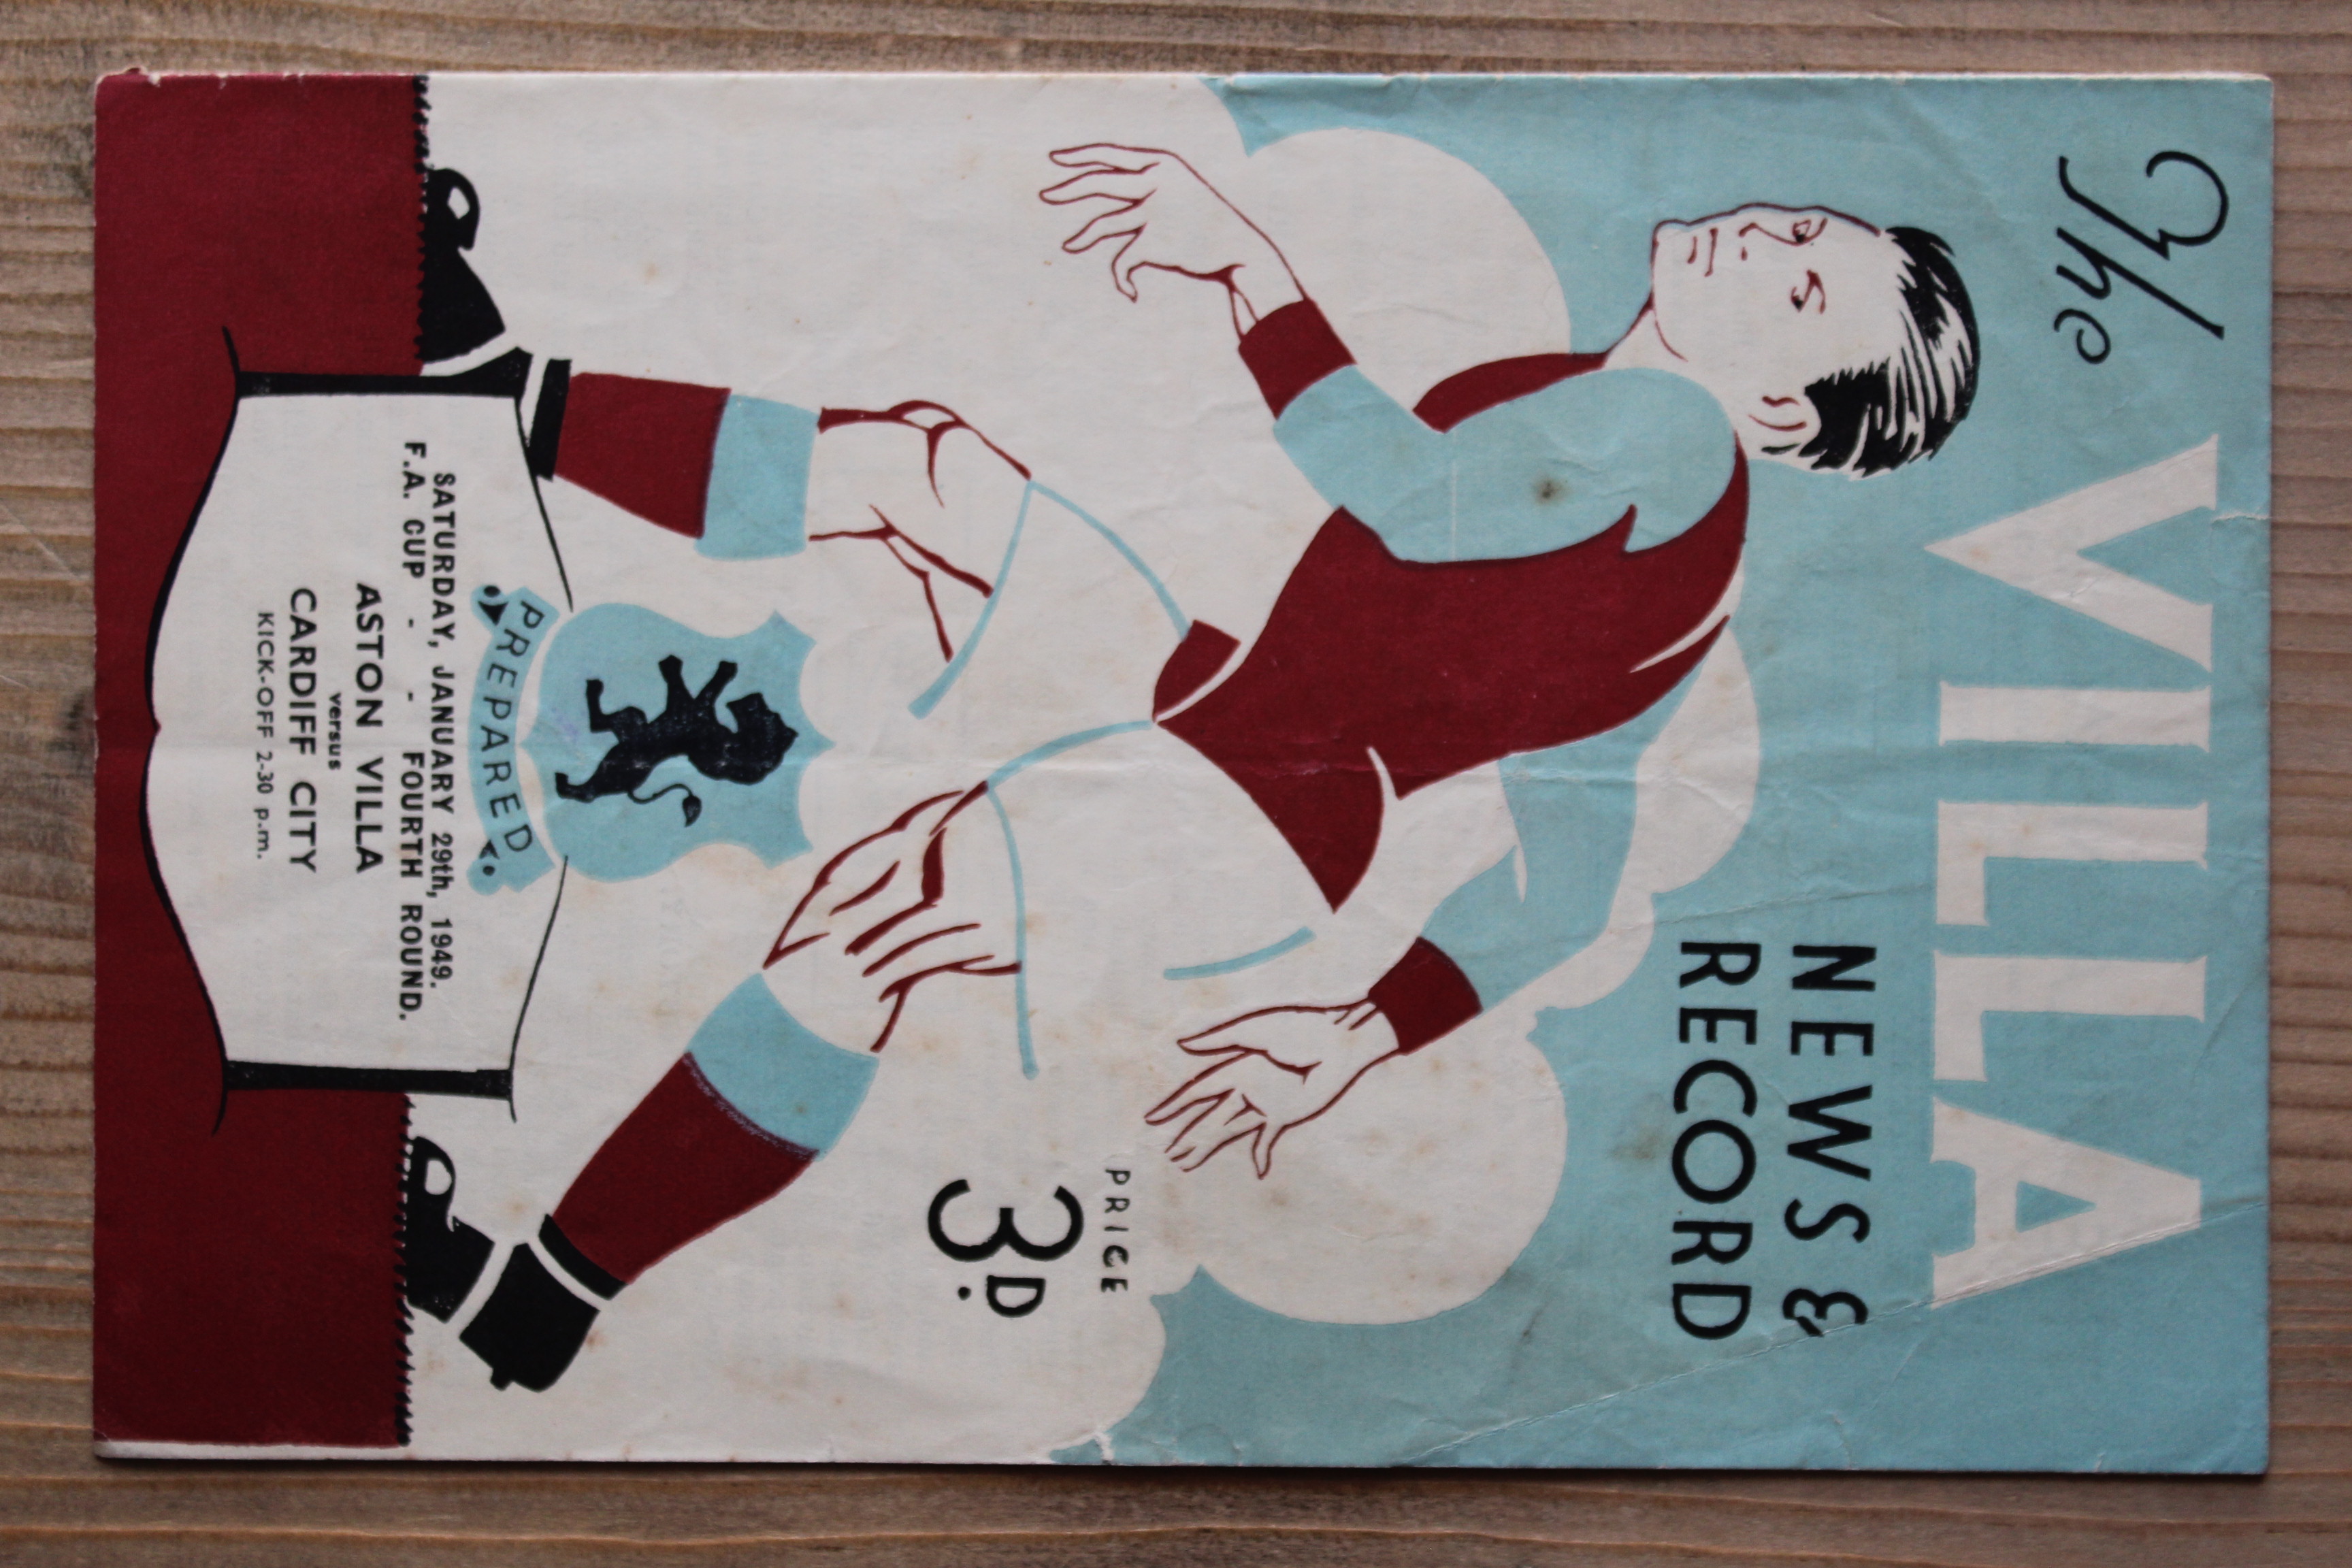 The
VILLA
NEWS &
RECORD
PRICE
3D.
PREPARED
SATURDAY, JANUARY 29th, 1949.
F.A. CUP - - FOURTH ROUND.
ASTON VILLA
versus
CARDIFF CITY
KICK-OFF 2-30 p.m.